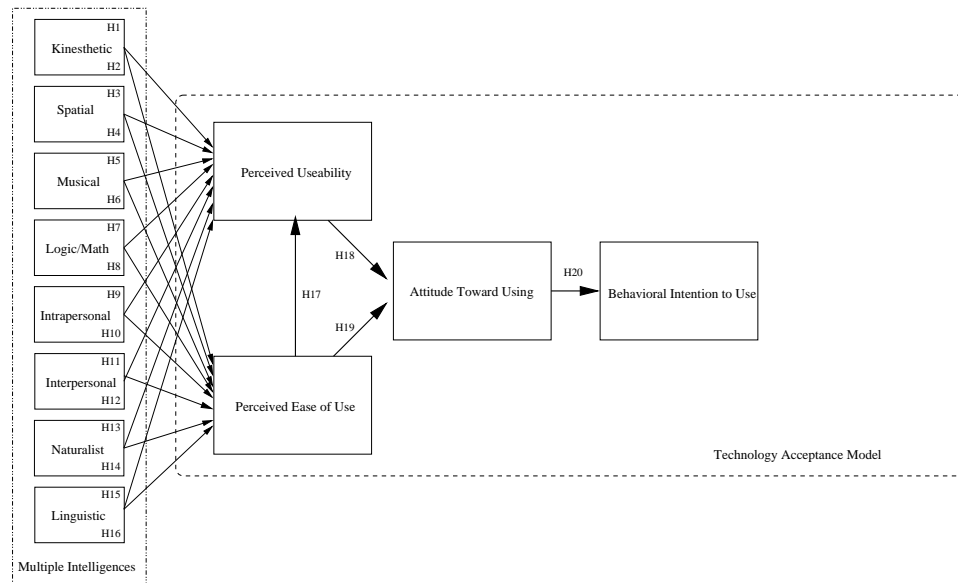 H1
Kinesthetic
H2
H3
Spatial
H4
H5
Musical
H6
H7
Logic/Math
H8
H9
Intrapersonal
H10
H11
Interpersonal
H12
H13
Naturalist
H14
H15
Linguistic
H16
Multiple Intelligences
Perceived Useability
H17
Perceived Ease of Use
H18
H19
Attitude Toward Using
H20
Behavioral Intention to Use
Technology Acceptance Model